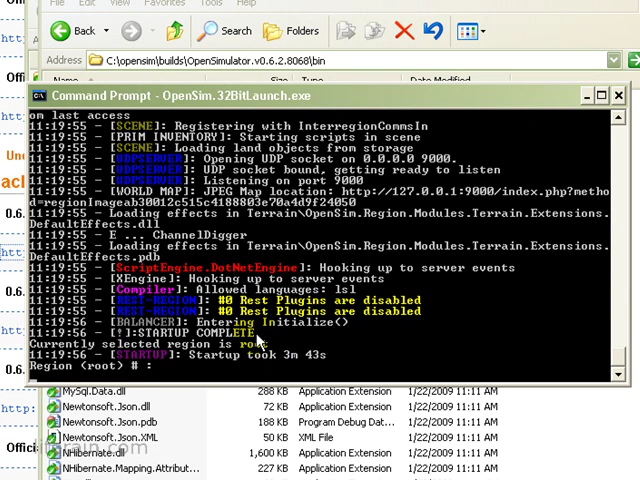 File Edit View Favorites Tools Help
Back Search Folders
Address C:\opensim\builds\OpenSimulator.v0.6.2.8068\bin
Command Prompt - OpenSim.32BitLaunch.exe
om last access
11:19:55 - [SCENE]: Registering with InterregionCommsIn
11:19:55 - [PRIM INVENTORY]: Starting scripts in scene
11:19:55 - [SCENE]: Loading land objects from storage
11:19:55 - [UDPSERVER]: Opening UDP socket on 0.0.0.0 9000.
11:19:55 - [UDPSERVER]: UDP socket bound, getting ready to listen
11:19:55 - [UDPSERVER]: Listening on port 9000
11:19:55 - [WORLD MAP]: JPEG Map location: http://127.0.0.1:9000/index.php?metho
d=regionImageab30012c515c4188803e70a4d9f24050
11:19:55 - Loading effects in Terrain\OpenSim.Region.Modules.Terrain.Extensions.
DefaultEffects.dll
11:19:55 - E ... ChannelDigger
11:19:55 - Loading effects in Terrain\OpenSim.Region.Modules.Terrain.Extensions.
DefaultEffects.pdb
11:19:55 - [ScriptEngine.DotNetEngine]: Hooking up to server events
11:19:55 - [XEngine]: Hooking up to server events
11:19:55 - [Compiler]: Allowed languages: lsl
11:19:55 - [REST-REGION]: #0 Rest Plugins are disabled
11:19:55 - [REST-REGION]: #0 Rest Plugins are disabled
11:19:56 - [BALANCER]: Entering Initialize()
11:19:56 - [!]:STARTUP COMPLETE
Currently selected region is root
11:19:56 - [STARTUP]: Startup took 3m 43s
Region (root) # :
MySql.Data.dll 288 KB Application Extension 1/22/2009 11:11 AM
Newtonsoft.Json.dll 72 KB Application Extension 1/22/2009 11:11 AM
Newtonsoft.Json.pdb 188 KB Program Debug Dat... 1/22/2009 11:11 AM
Newtonsoft.Json.XML 50 KB XML File 1/22/2009 11:11 AM
NHibernate.dll 1,600 KB Application Extension 1/22/2009 11:11 AM
NHibernate.Mapping.Attribut... 227 KB Application Extension 1/22/2009 11:11 AM